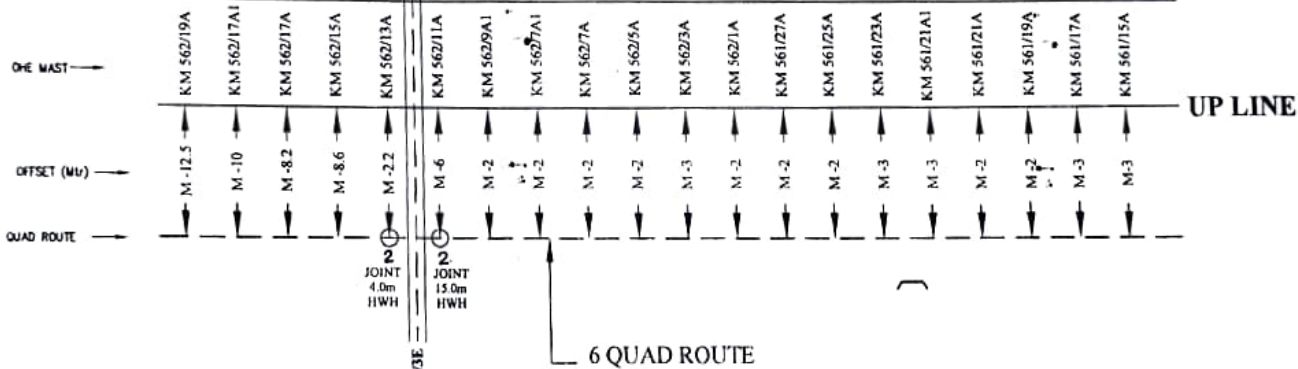 OHE MAST
KM 562/19A
KM 562/17A1
KM 562/17A
KM 562/15A
KM 562/13A
KM 562/11A
KM 562/9A1
KM 562/7A1
KM 562/7A
KM 562/5A
KM 562/3A
KM 562/1A
KM 561/27A
KM 561/25A
KM 561/23A
KM 561/21A1
KM 561/21A
KM 561/19A
KM 561/17A
KM 561/15A
UP LINE
OFFSET (Mtr)
M -12.5
M -10
M -8.2
M -8.6
M -2.2
M -6
M -2
M -2
M -2
M -2
M -3
M -2
M -2
M -2
M -3
M -3
M -2
M -2
M -3
M -3
QUAD ROUTE
2
JOINT
4.0m
HWH
2
JOINT
15.0m
HWH
6 QUAD ROUTE